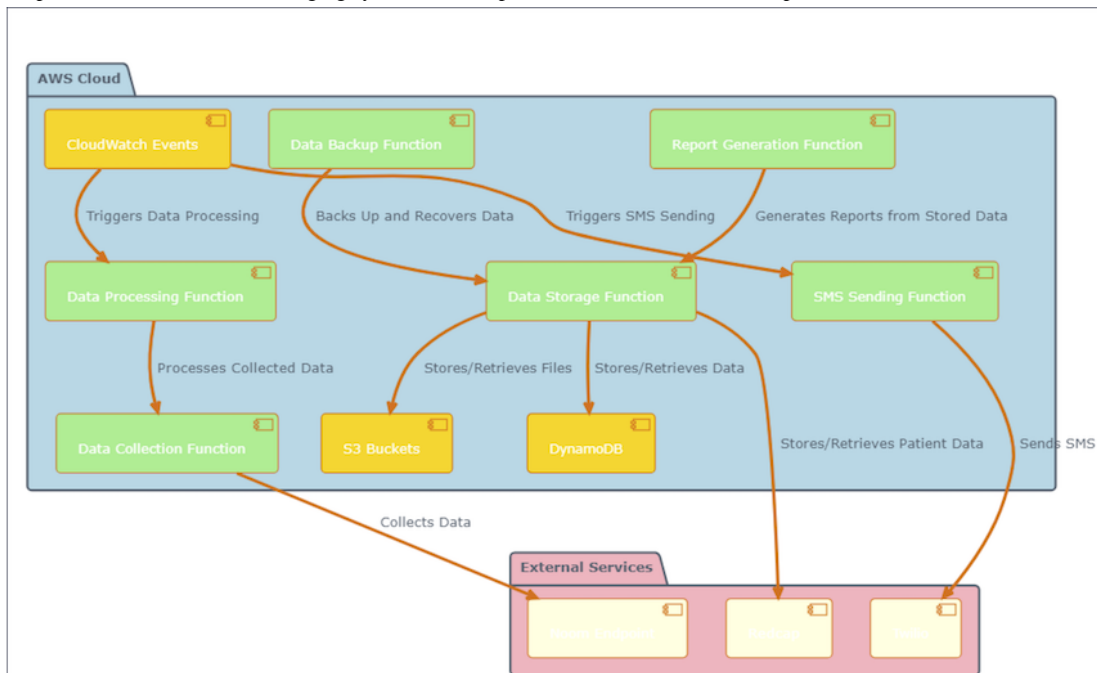 AWS Cloud
CloudWatch Events
Data Backup Function
Report Generation Function
Triggers Data Processing
Backs Up and Recovers Data
Triggers SMS Sending
Generates Reports from Stored Data
Data Processing Function
Data Storage Function
SMS Sending Function
Processes Collected Data
Stores/Retrieves Files
Stores/Retrieves Data
Data Collection Function
S3 Buckets
DynamoDB
Stores/Retrieves Patient Data
Sends SMS
Collects Data
External Services